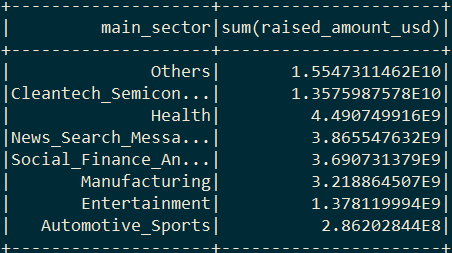 +--------------------+----------------------+
|         main_sector|sum(raised_amount_usd)|
+--------------------+----------------------+
|              Others|      1.5547311462E10|
|Cleantech_Semicon...|      1.3575987578E10|
|              Health|        4.490749916E9|
|News_Search_Messa...|        3.865547632E9|
|Social_Finance_An...|        3.690731379E9|
|       Manufacturing|        3.218864507E9|
|       Entertainment|        1.378119994E9|
|   Automotive_Sports|         2.86202844E8|
+--------------------+----------------------+